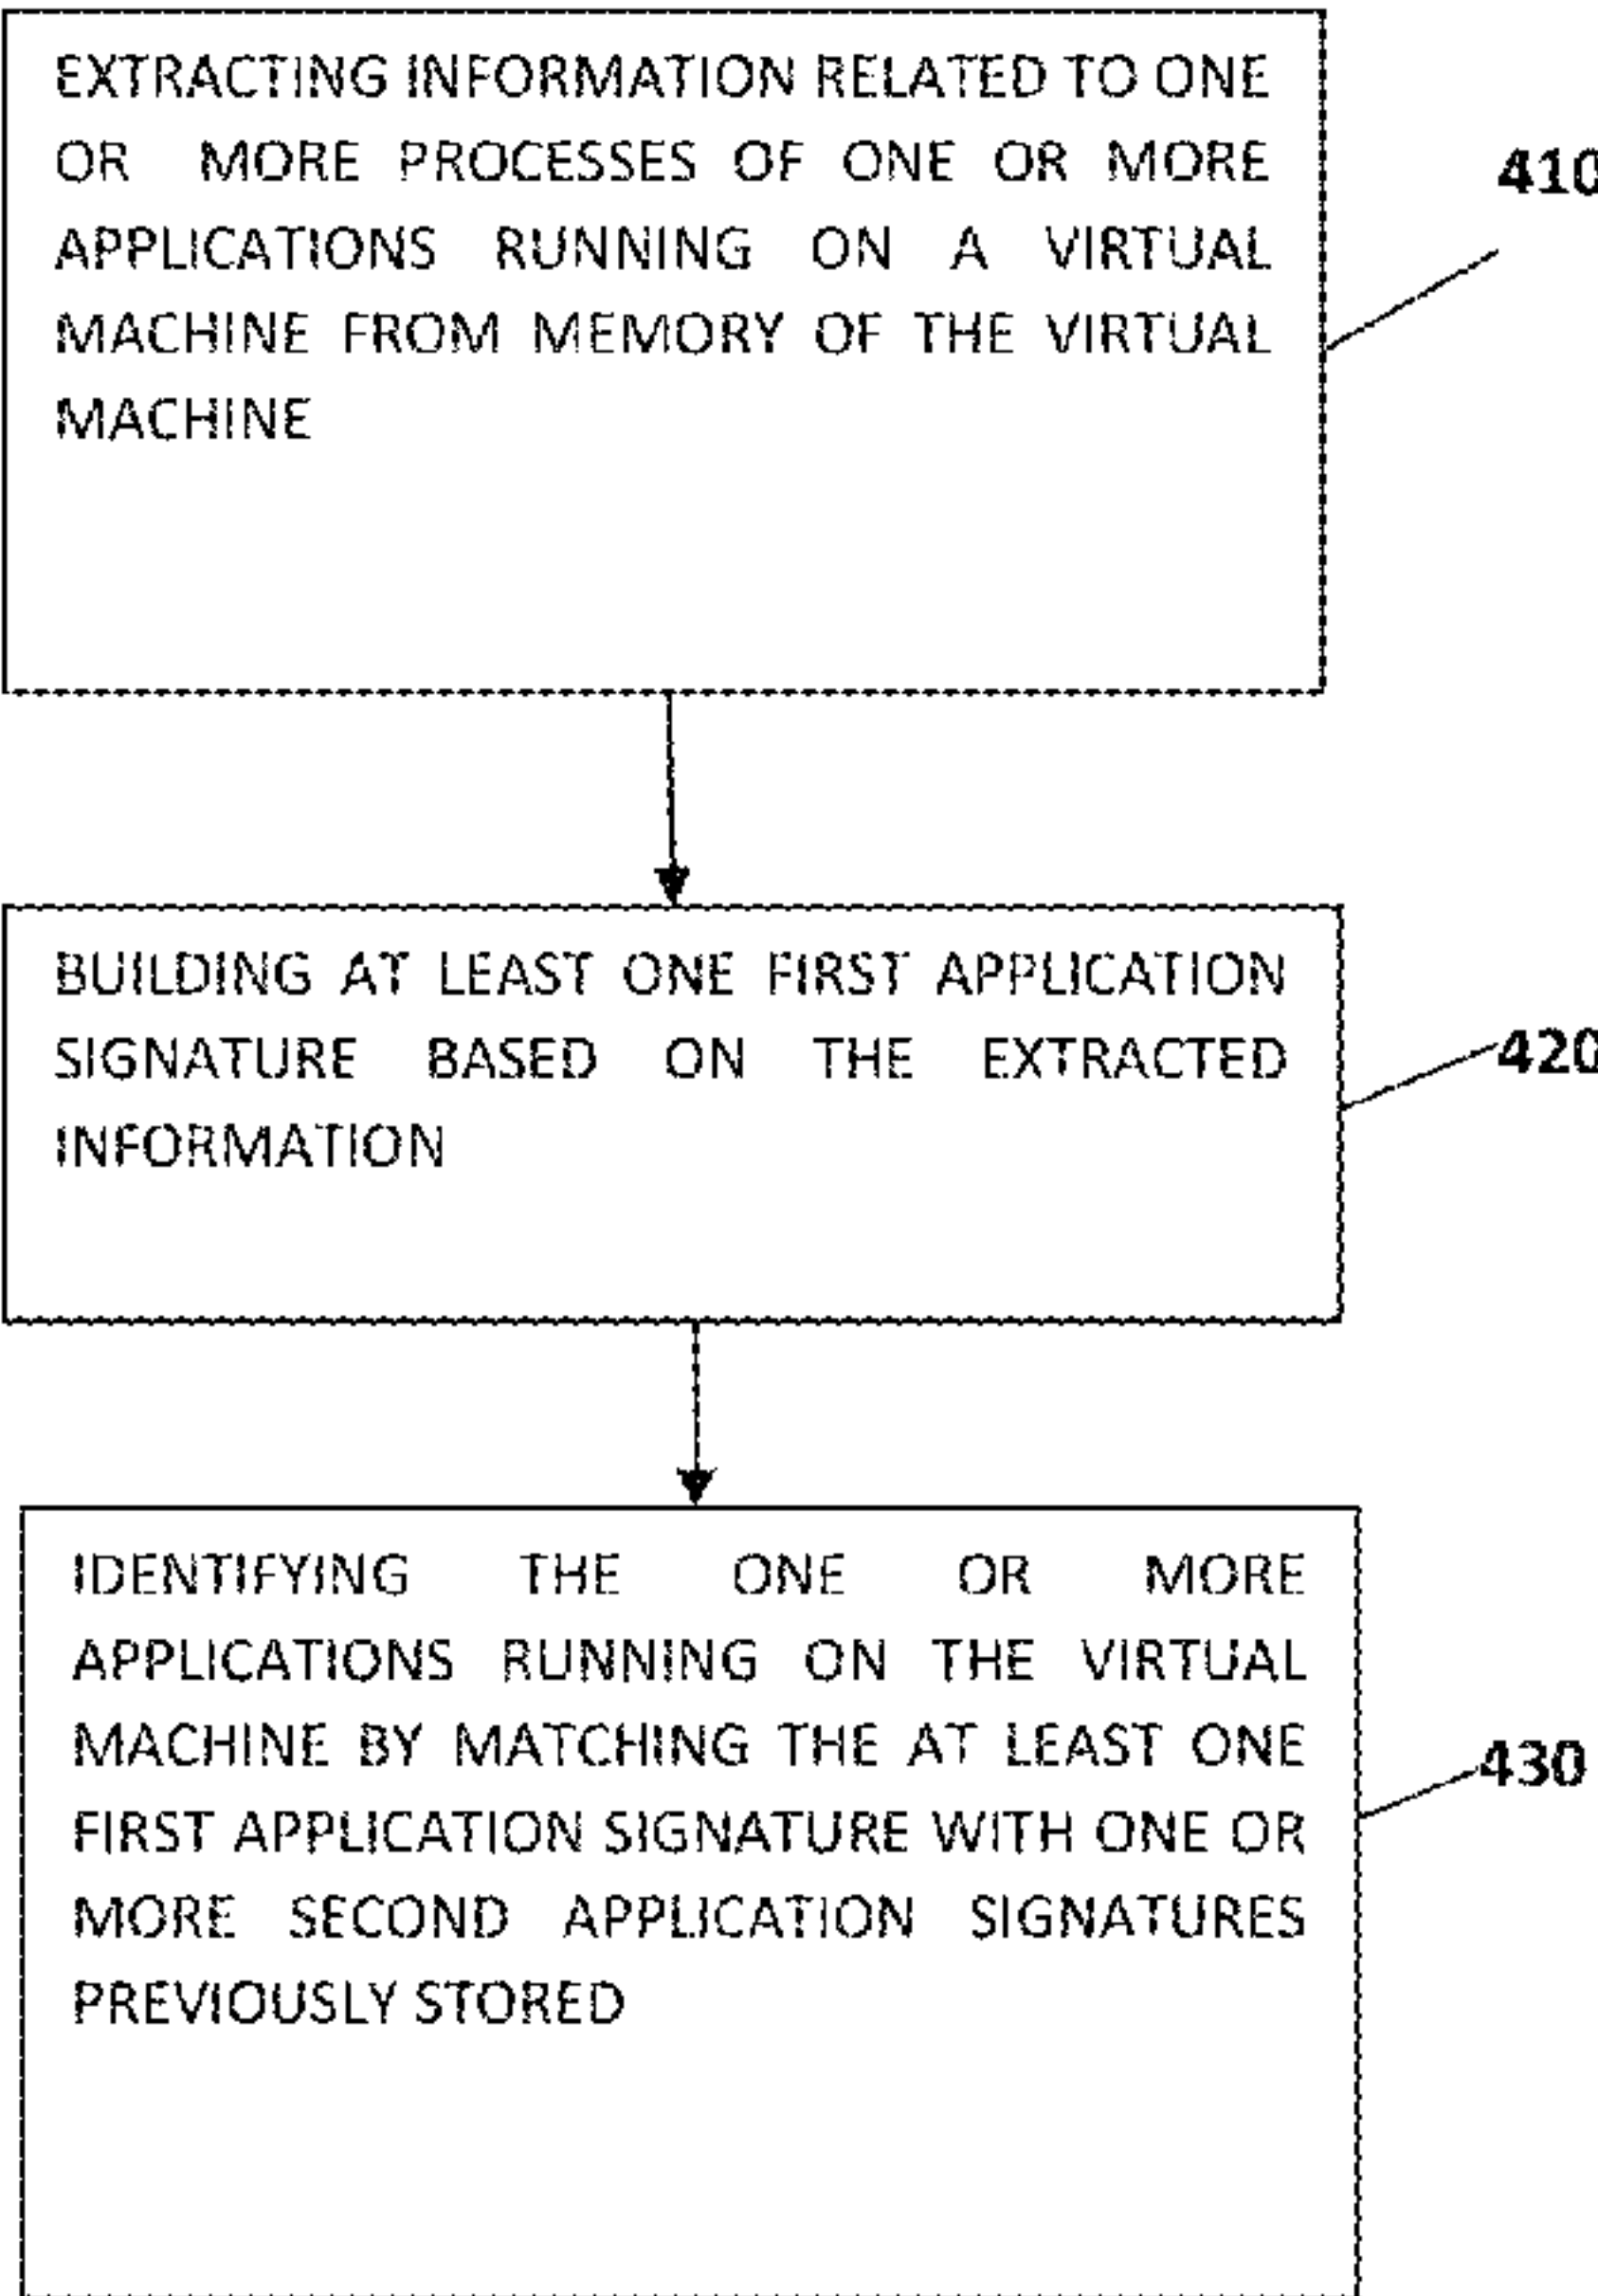 EXTRACTING INFORMATION RELATED TO ONE
OR MORE PROCESSES OF ONE OR MORE
APPLICATIONS RUNNING ON A VIRTUAL
MACHINE FROM MEMORY OF THE VIRTUAL
MACHINE
410
BUILDING AT LEAST ONE FIRST APPLICATION
SIGNATURE BASED ON THE EXTRACTED
INFORMATION
420
IDENTIFYING THE ONE OR MORE
APPLICATIONS RUNNING ON THE VIRTUAL
MACHINE BY MATCHING THE AT LEAST ONE
FIRST APPLICATION SIGNATURE WITH ONE OR
MORE SECOND APPLICATION SIGNATURES
PREVIOUSLY STORED
430